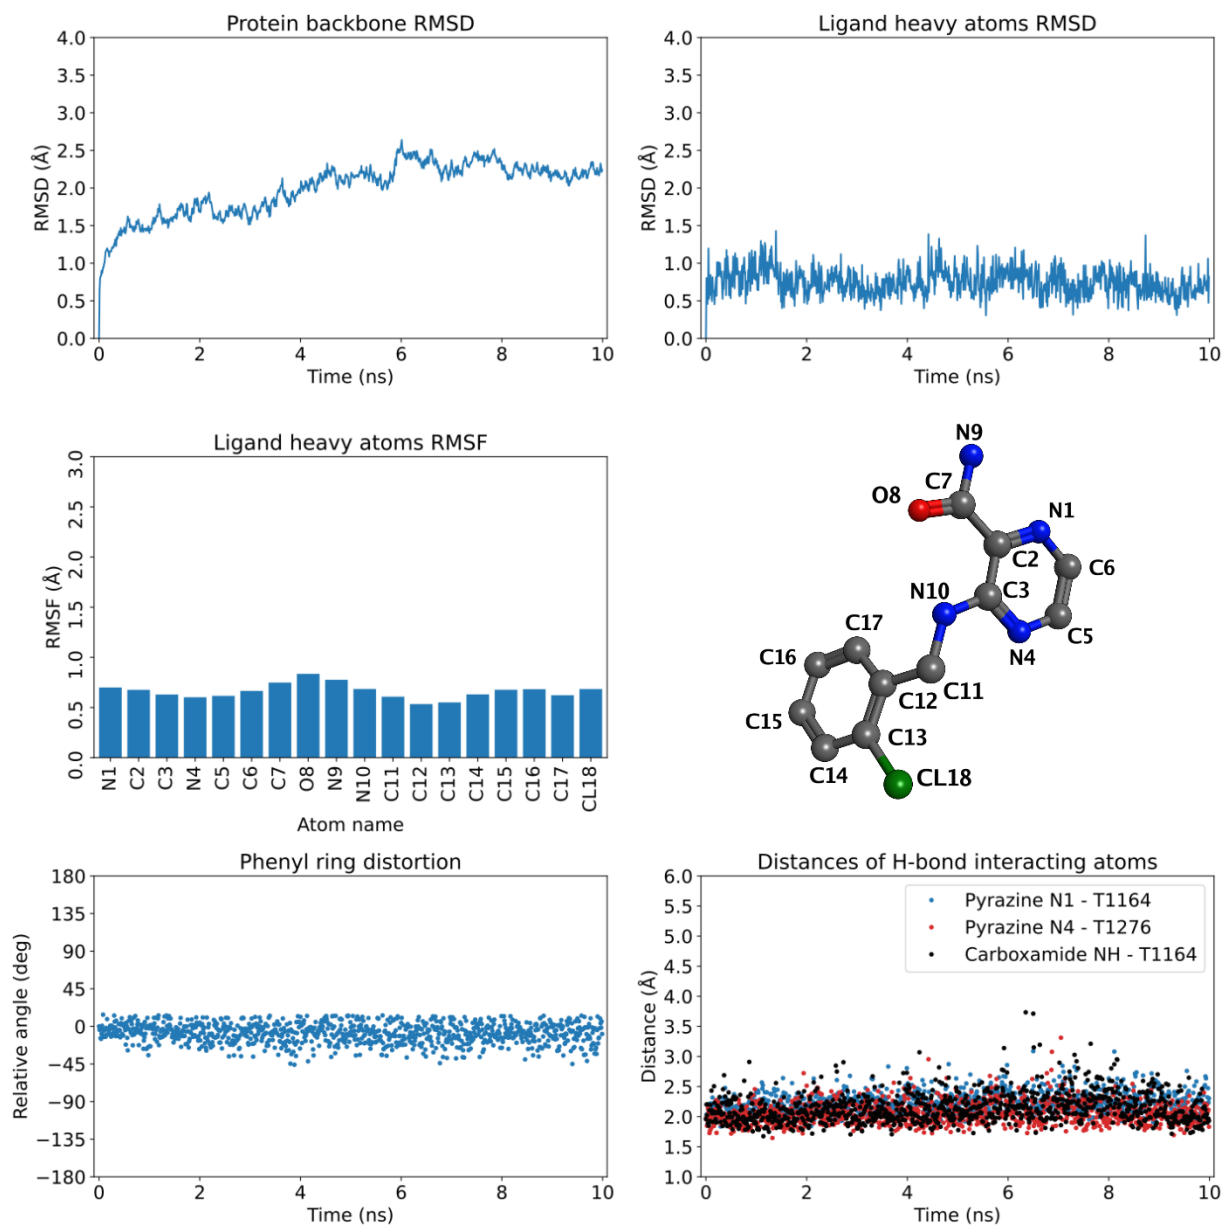 Protein backbone RMSD
4.0
3.5
3.0
2.5
2.0
1.5
1.0
0.5
0.0
RMSD (Å)
0 2 4 6 8 10
Time (ns)
Ligand heavy atoms RMSD
4.0
3.5
3.0
2.5
2.0
1.5
1.0
0.5
0.0
RMSD (Å)
0 2 4 6 8 10
Time (ns)
Ligand heavy atoms RMSF
3.0
2.5
2.0
1.5
1.0
0.5
0.0
RMSF (Å)
N1 C2 C3 N4 C5 C6 C7 O8 N9 N10 C11 C12 C13 C14 C15 C16 C17 CL18
Atom name
N9
C7
O8
N1
C2
C6
C3
N10
C5
C17
N4
C16
C11
C12
C15
C13
C14
CL18
Phenyl ring distortion
180
135
90
45
0
−45
−90
−135
−180
Relative angle (deg)
0 2 4 6 8 10
Time (ns)
Distances of H-bond interacting atoms
6.0
5.5
5.0
4.5
4.0
3.5
3.0
2.5
2.0
1.5
1.0
Distance (Å)
Pyrazine N1 - T1164
Pyrazine N4 - T1276
Carboxamide NH - T1164
0 2 4 6 8 10
Time (ns)